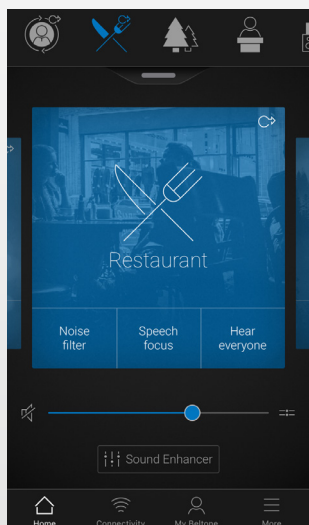 Restaurant
Noise
filter
Speech
focus
Hear
everyone
Sound Enhancer
Home
Connectivity
My Beltone
More